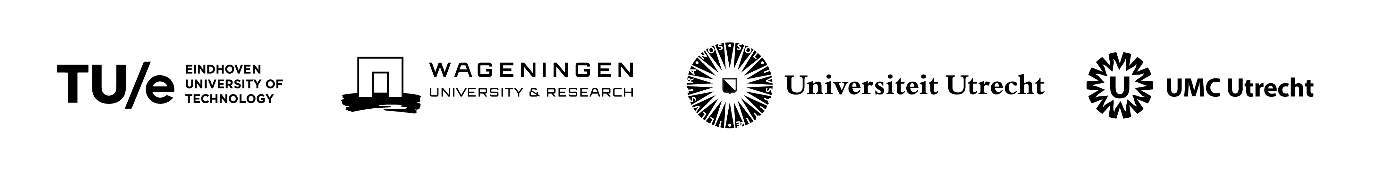 TU/e
EINDHOVEN
UNIVERSITY OF
TECHNOLOGY
WAGENINGEN
UNIVERSITY & RESEARCH
Universiteit Utrecht
U
UMC Utrecht